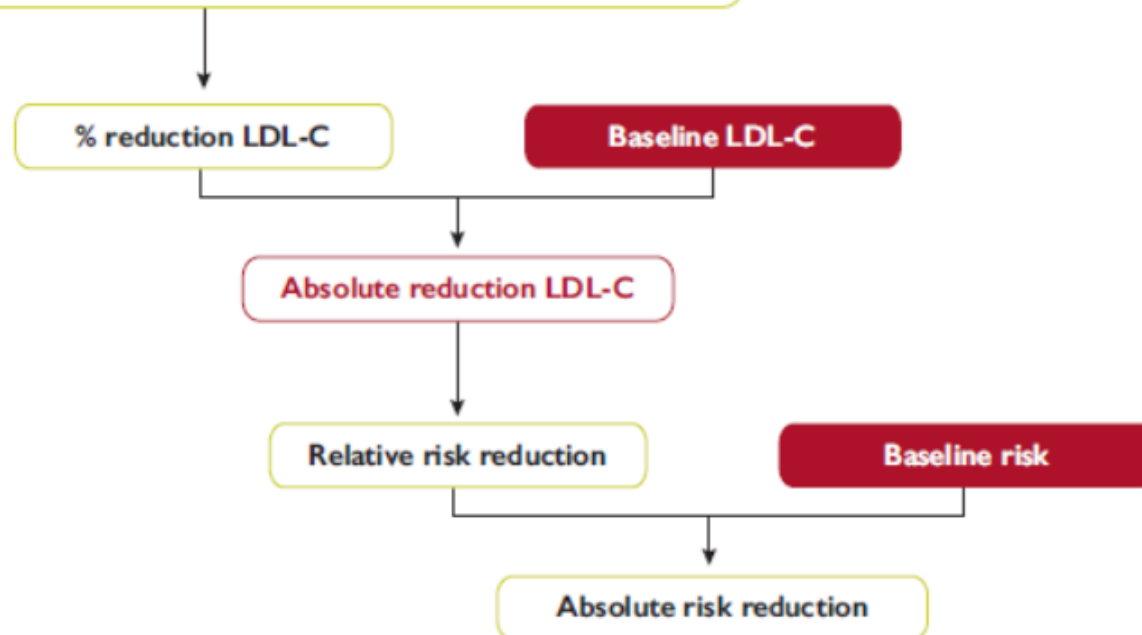 % reduction LDL-C
Baseline LDL-C
Absolute reduction LDL-C
Relative risk reduction
Baseline risk
Absolute risk reduction